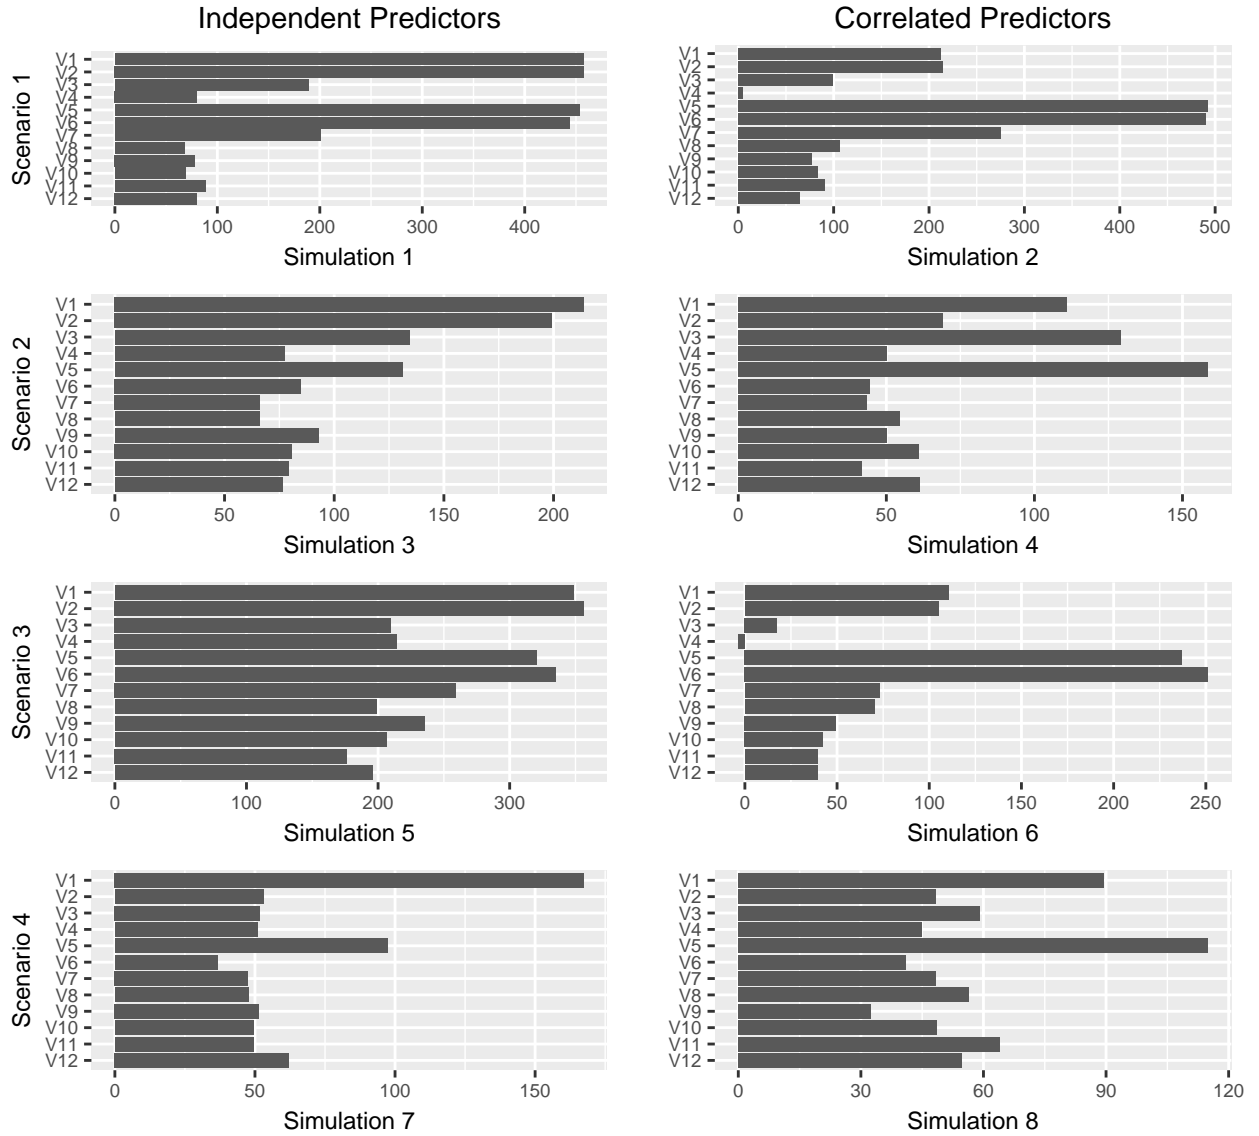 Independent Predictors
Correlated Predictors
Scenario 1
V1
V2
V3
V4
V5
V6
V7
V8
V9
V10
V11
V12
0 100 200 300 400
Simulation 1
V1
V2
V3
V4
V5
V6
V7
V8
V9
V10
V11
V12
0 100 200 300 400 500
Simulation 2
Scenario 2
V1
V2
V3
V4
V5
V6
V7
V8
V9
V10
V11
V12
0 50 100 150 200
Simulation 3
V1
V2
V3
V4
V5
V6
V7
V8
V9
V10
V11
V12
0 50 100 150
Simulation 4
Scenario 3
V1
V2
V3
V4
V5
V6
V7
V8
V9
V10
V11
V12
0 100 200 300
Simulation 5
V1
V2
V3
V4
V5
V6
V7
V8
V9
V10
V11
V12
0 50 100 150 200 250
Simulation 6
Scenario 4
V1
V2
V3
V4
V5
V6
V7
V8
V9
V10
V11
V12
0 50 100 150
Simulation 7
V1
V2
V3
V4
V5
V6
V7
V8
V9
V10
V11
V12
0 30 60 90 120
Simulation 8